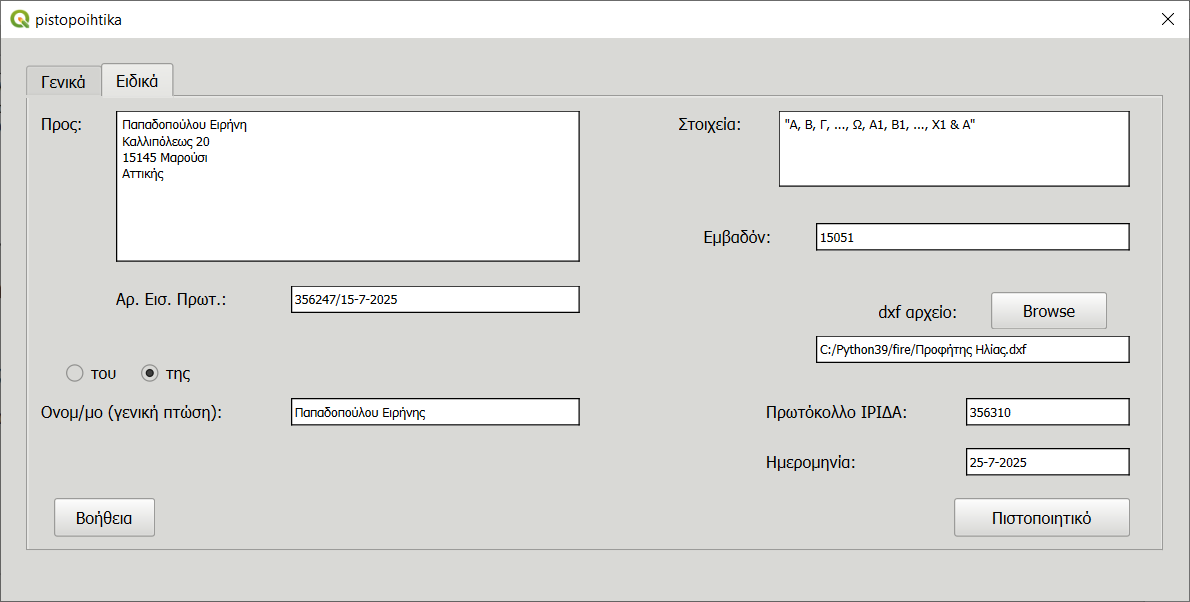 pistopoihtika
Γενικά
Ειδικά
Προς:
Παπαδοπούλου Ειρήνη
Καλλιπόλεως 20
15145 Μαρούσι
Αττικής
Στοιχεία:
"Α, Β, Γ, ..., Ω, Α1, Β1, ..., Χ1 & Α"
Εμβαδόν:
15051
Αρ. Εισ. Πρωτ.:
356247/15-7-2025
dxf αρχείο:
Browse
C:/Python39/fire/Προφήτης Ηλίας.dxf
του
της
Ονομ/μο (γενική πτώση):
Παπαδοπούλου Ειρήνης
Πρωτόκολλο ΙΡΙΔΑ:
356310
Ημερομηνία:
25-7-2025
Βοήθεια
Πιστοποιητικό